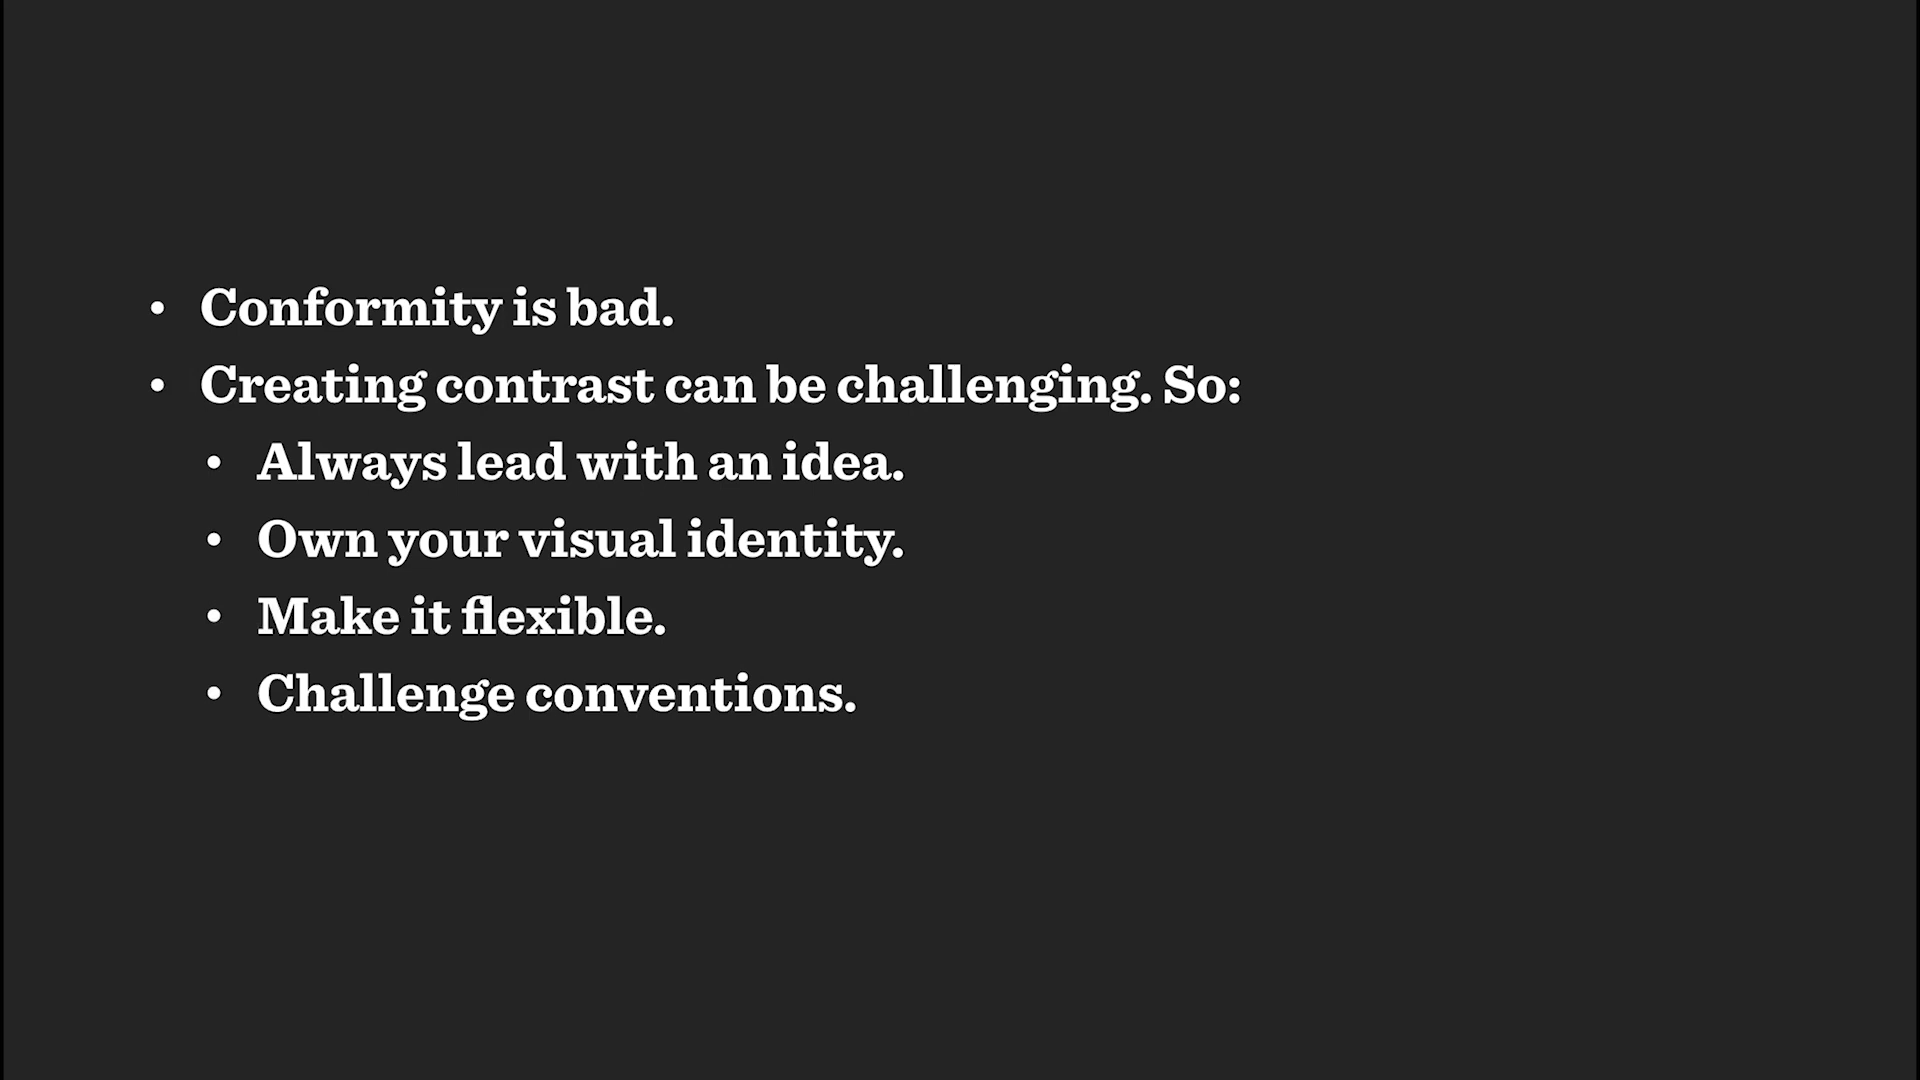 • Conformity is bad.
• Creating contrast can be challenging. So:
• Always lead with an idea.
• Own your visual identity.
• Make it flexible.
• Challenge conventions.